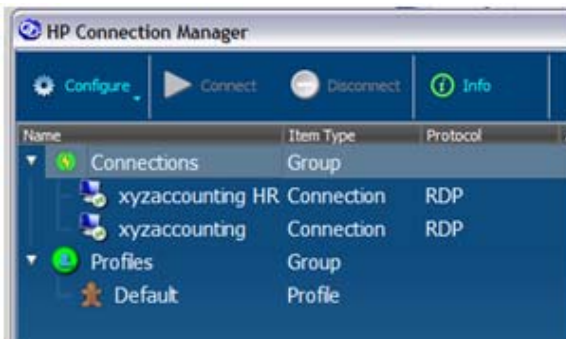 HP Connection Manager
Configure Connect Disconnect Info
Name Item Type Protocol
Connections Group
xyzaccounting HR Connection RDP
xyzaccounting Connection RDP
Profiles Group
Default Profile